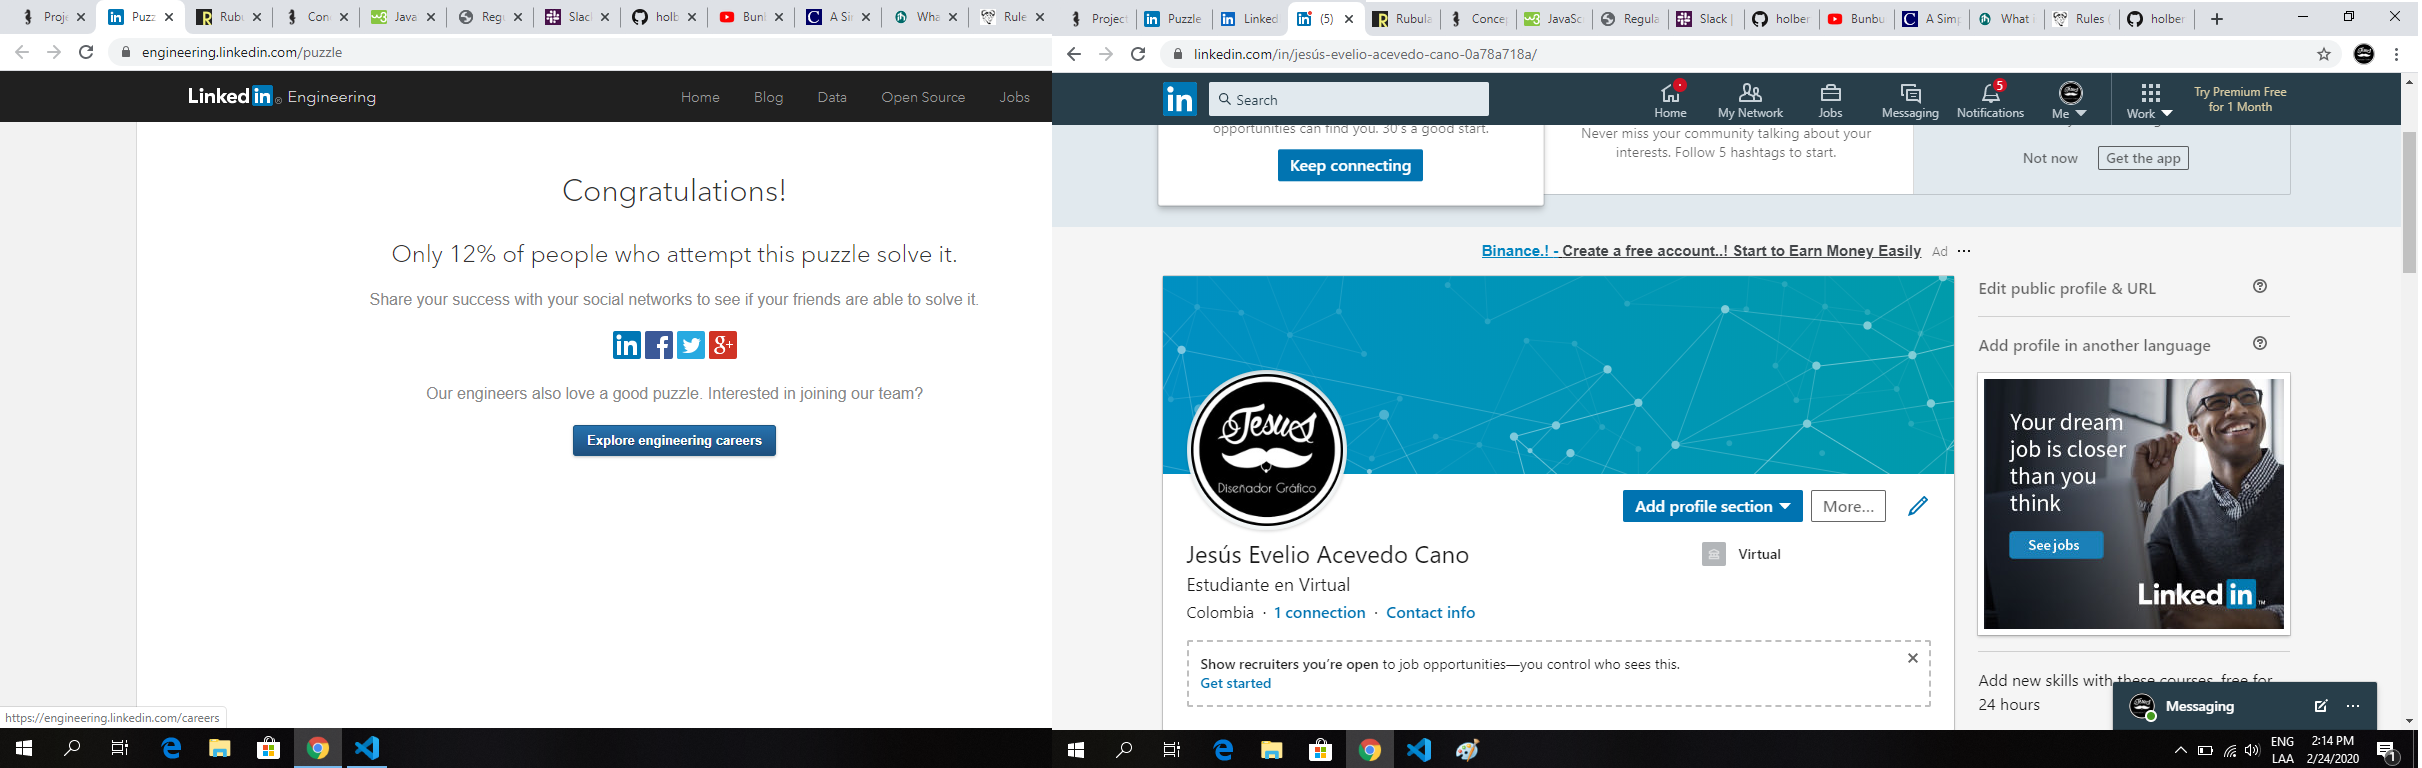 Proje
Puzz
Rubu
Con
Java
Regu
Slac
holb
Bunl
A Sin
Wha
Rule
engineering.linkedin.com/puzzle
Linked in ® Engineering
Home
Blog
Data
Open Source
Jobs
Congratulations!
Only 12% of people who attempt this puzzle solve it.
Share your success with your social networks to see if your friends are able to solve it.
in f g+
Our engineers also love a good puzzle. Interested in joining our team?
Explore engineering careers
https://engineering.linkedin.com/careers
Project
Puzzle
Linked
(5)
Rubula
Concep
JavaSc
Regula
Slack [
holber
Bunbu
A Simp
What i
Rules (
holber
linkedin.com/in/jesús-evelio-acevedo-cano-0a78a718a/
in
Search
Home
My Network
Jobs
Messaging
5
Notifications
Me
Work
Try Premium Free
for 1 Month
opportunities can find you. 30's a good start.
Keep connecting
Never miss your community talking about your
interests. Follow 5 hashtags to start.
Not now
Get the app
Binance.! - Create a free account..! Start to Earn Money Easily Ad ···
Jesus
Diseñador Gráfico
Add profile section
More...
Jesús Evelio Acevedo Cano
Virtual
Estudiante en Virtual
Colombia · 1 connection · Contact info
Show recruiters you're open to job opportunities—you control who sees this.
Get started
Edit public profile & URL
Add profile in another language
Your dream
job is closer
than you
think
See jobs
Linked in ™
Add new skills with these courses, free for
24 hours
Messaging
ENG
LAA
2:14 PM
2/24/2020
1